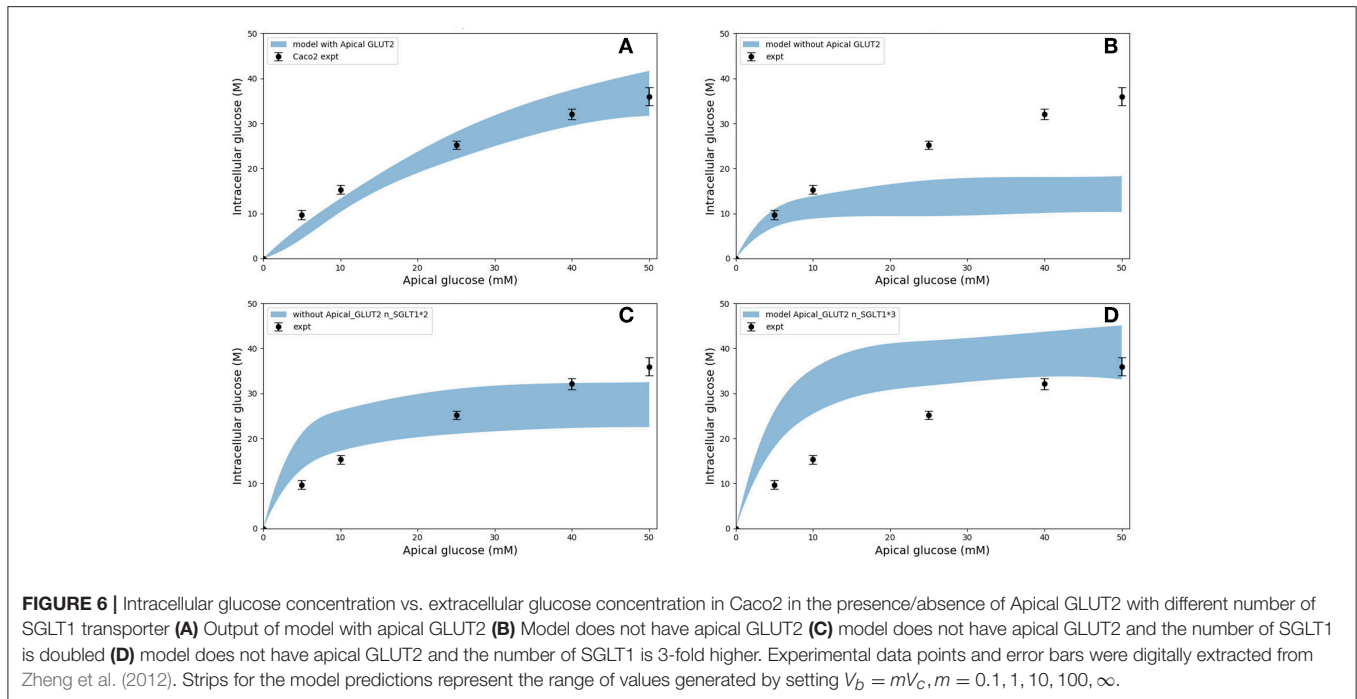 model with Apical GLUT2
Caco2 expt
A
50
40
30
20
10
0
Intracellular glucose (M)
0 10 20 30 40 50
Apical glucose (mM)
model without Apical GLUT2
expt
B
50
40
30
20
10
0
Intracellular glucose (M)
0 10 20 30 40 50
Apical glucose (mM)
without Apical_GLUT2 n_SGLT1*2
expt
C
50
40
30
20
10
0
Intracellular glucose (M)
0 10 20 30 40 50
Apical glucose (mM)
model Apical_GLUT2 n_SGLT1*3
expt
D
50
40
30
20
10
0
Intracellular glucose (M)
0 10 20 30 40 50
Apical glucose (mM)
FIGURE 6 | Intracellular glucose concentration vs. extracellular glucose concentration in Caco2 in the presence/absence of Apical GLUT2 with different number of
SGLT1 transporter (A) Output of model with apical GLUT2 (B) Model does not have apical GLUT2 (C) model does not have apical GLUT2 and the number of SGLT1
is doubled (D) model does not have apical GLUT2 and the number of SGLT1 is 3-fold higher. Experimental data points and error bars were digitally extracted from
Zheng et al. (2012). Strips for the model predictions represent the range of values generated by setting V_b = mV_c, m = 0.1, 1, 10, 100, ∞.